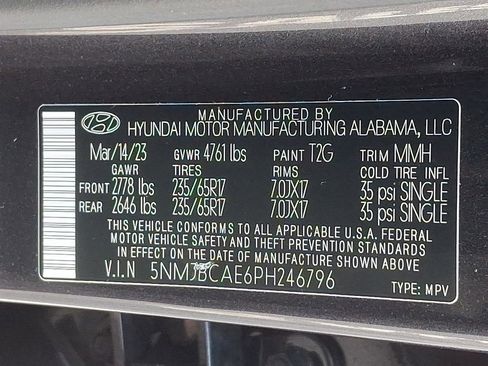 MANUFACTURED BY
HYUNDAI MOTOR MANUFACTURING ALABAMA, LLC
Mar/14/23 GVWR 4761 lbs PAINT T2G TRIM MMH
GAWR TIRES RIMS COLD TIRE INFL
FRONT 2778 lbs 235/65R17 7.0JX17 35 psi SINGLE
REAR 2646 lbs 235/65R17 7.0JX17 35 psi SINGLE
THIS VEHICLE CONFORMS TO ALL APPLICABLE U.S.A. FEDERAL
MOTOR VEHICLE SAFETY AND THEFT PREVENTION STANDARDS
IN EFFECT ON THE DATE OF MANUFACTURE SHOWN ABOVE.
V.I.N 5NMJBCAE6PH246796
TYPE: MPV